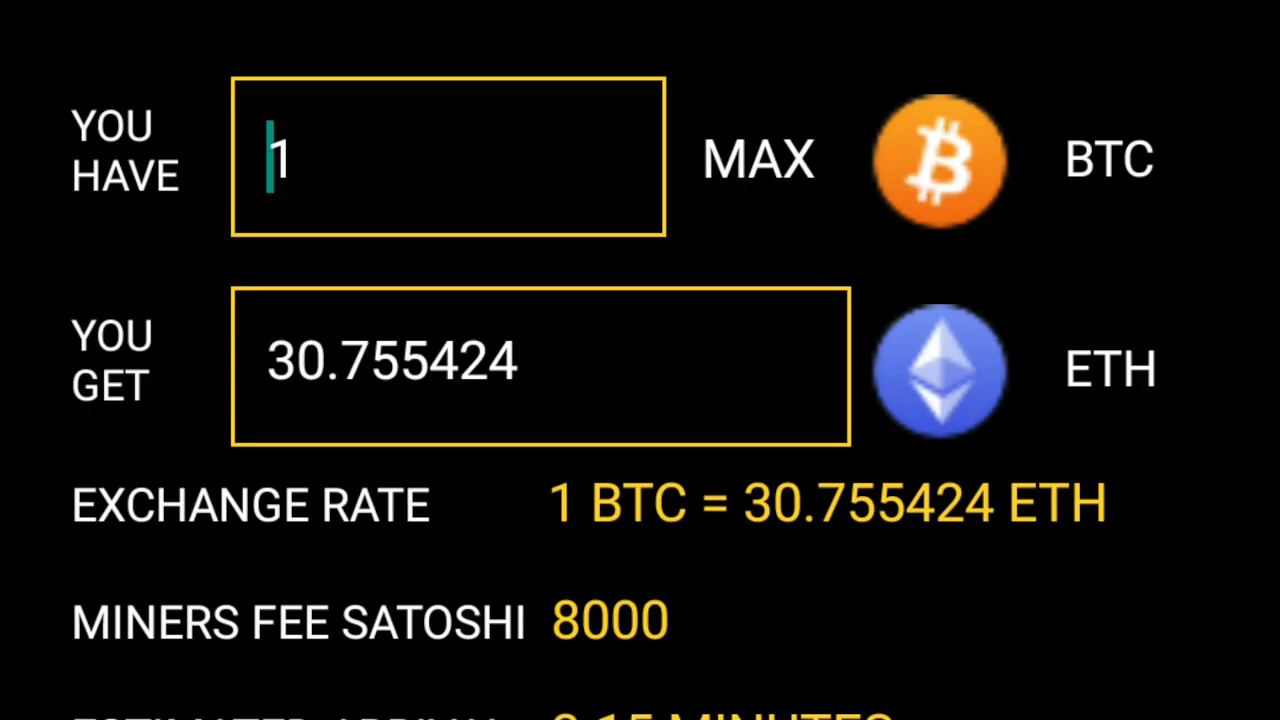 YOU HAVE
1
MAX
BTC
YOU GET
30.755424
ETH
EXCHANGE RATE 1 BTC = 30.755424 ETH
MINERS FEE SATOSHI 8000
MINUTES